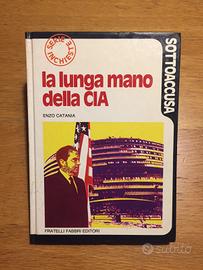 SERIE INCHIESTE
SOTTOACCUSA
la lunga mano
della CIA
ENZO CATANIA
FRATELLI FABBRI EDITORI
subito